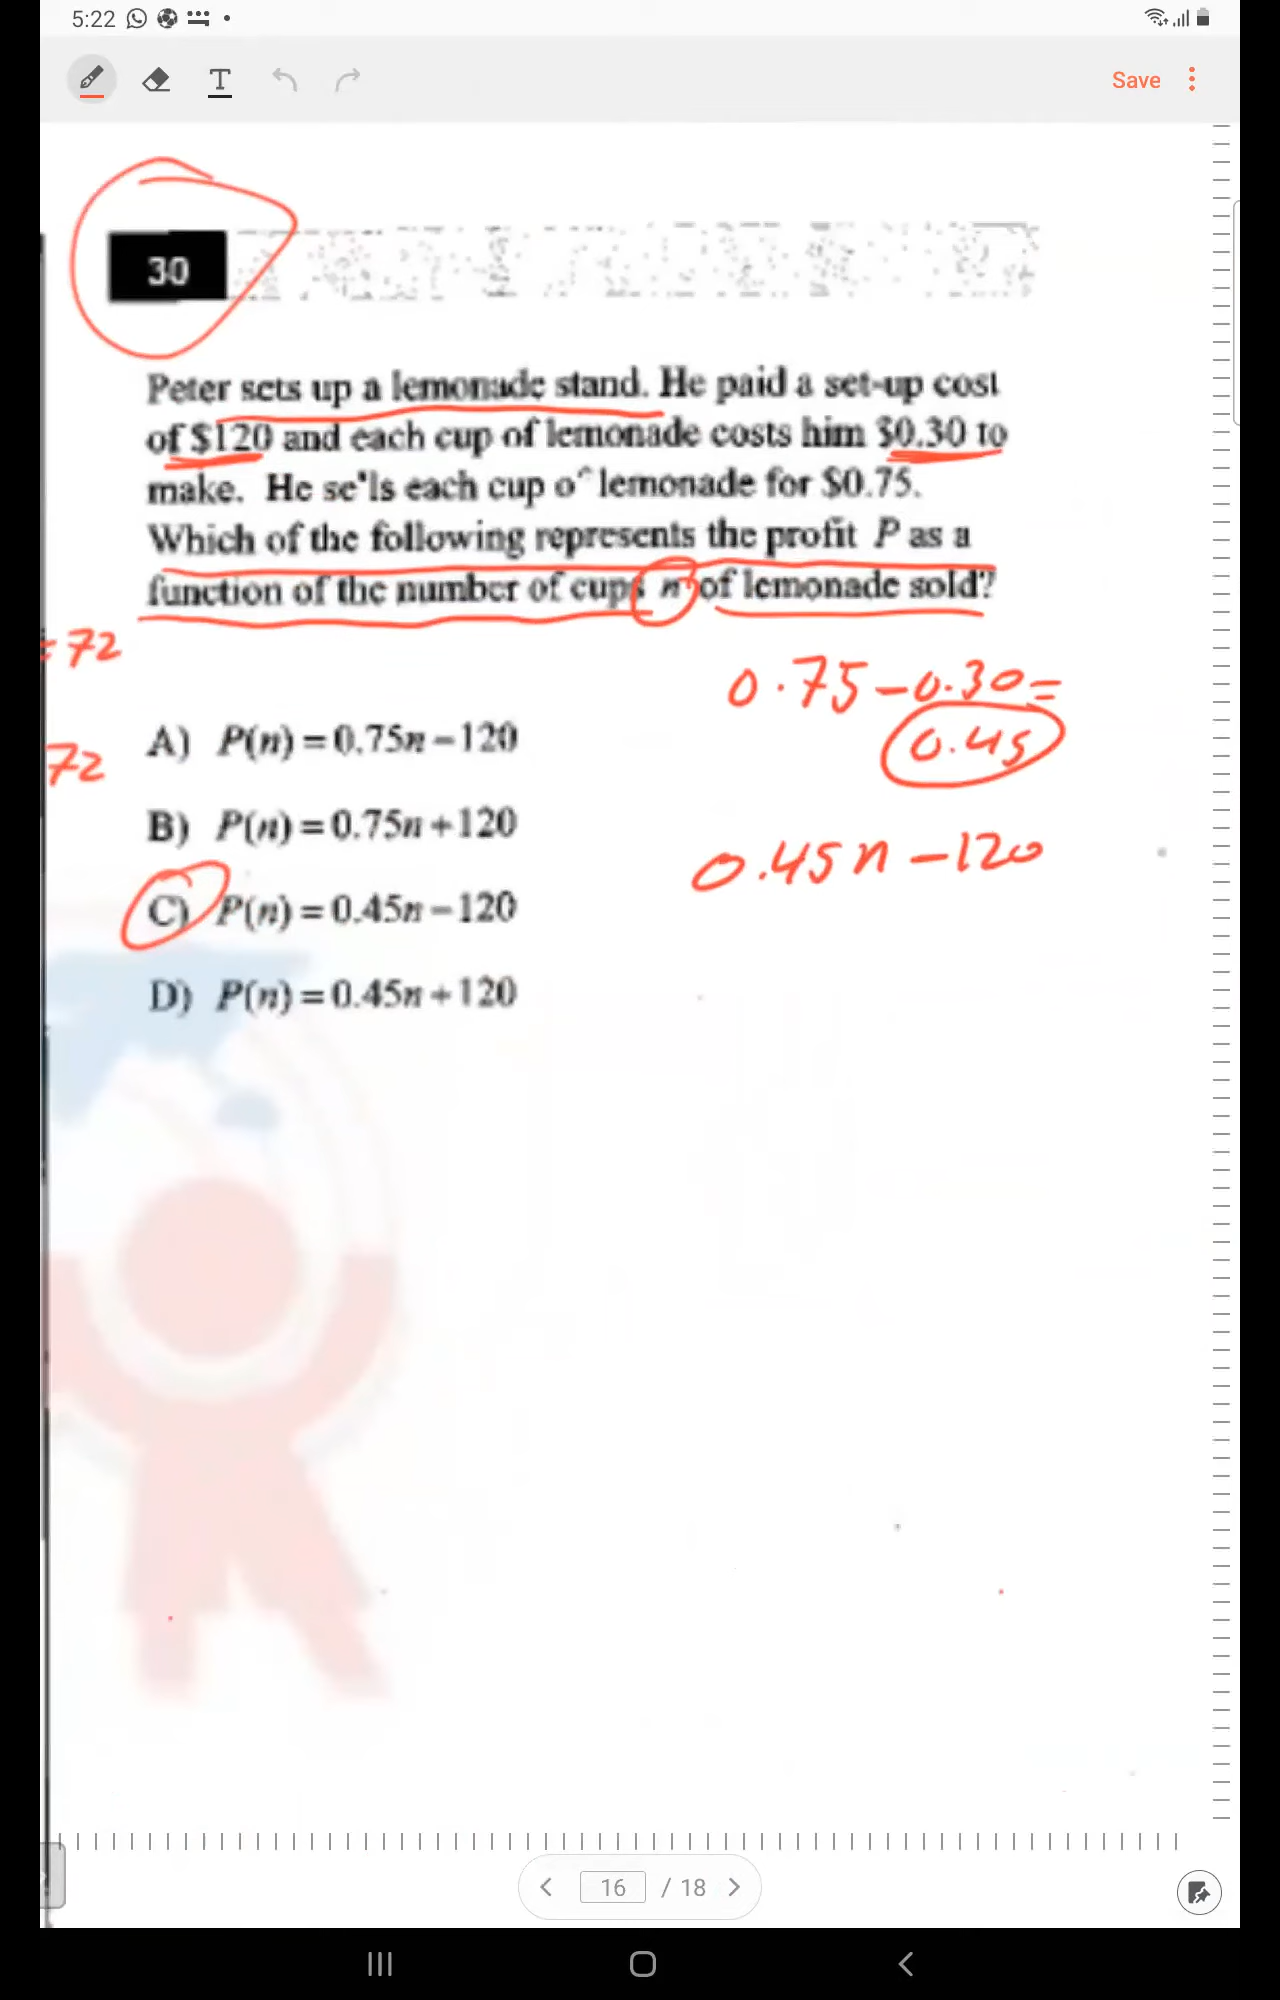 5:22
Save
30
Peter sets up a lemonade stand. He paid a set-up cost
of $120 and each cup of lemonade costs him $0.30 to
make. He se'ls each cup o^ lemonade for $0.75.
Which of the following represents the profit P as a
function of the number of cups n of lemonade sold?
= 72
0.75-0.30=
72
A) P(n) = 0.75n – 120
0.45
B) P(n) = 0.75n + 120
0.45n - 120
C) P(n) = 0.45n – 120
D) P(n) = 0.45n + 120
16 / 18